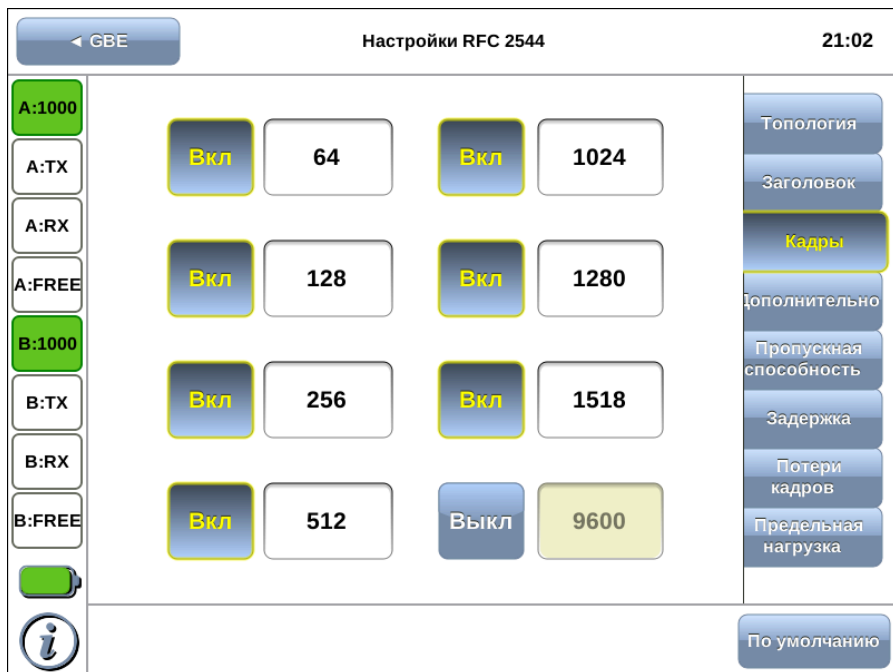 ◄ GBE
Настройки RFC 2544
21:02
A:1000
A:TX
A:RX
A:FREE
B:1000
B:TX
B:RX
B:FREE
Вкл 64 Вкл 1024
Вкл 128 Вкл 1280
Вкл 256 Вкл 1518
Вкл 512 Выкл 9600
Топология
Заголовок
Кадры
Дополнительно
Пропускная
способность
Задержка
Потери
кадров
Предельная
нагрузка
i
По умолчанию